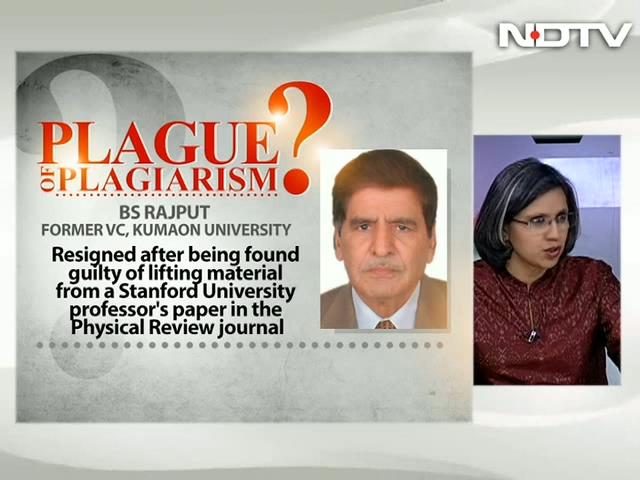 NDTV
PLAGUE
OF PLAGIARISM?
BS RAJPUT
FORMER VC, KUMAON UNIVERSITY
Resigned after being found
guilty of lifting material
from a Stanford University
professor's paper in the
Physical Review journal